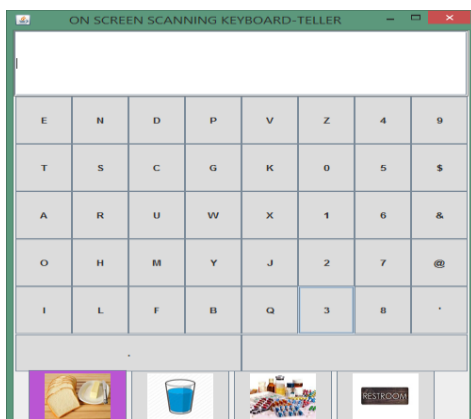 ON SCREEN SCANNING KEYBOARD-TELLER
E N D P V Z 4 9
T S C G K 0 5 $
A R U W X 1 6 &
O H M Y J 2 7 @
I L F B Q 3 8 '
.
RESTROOM